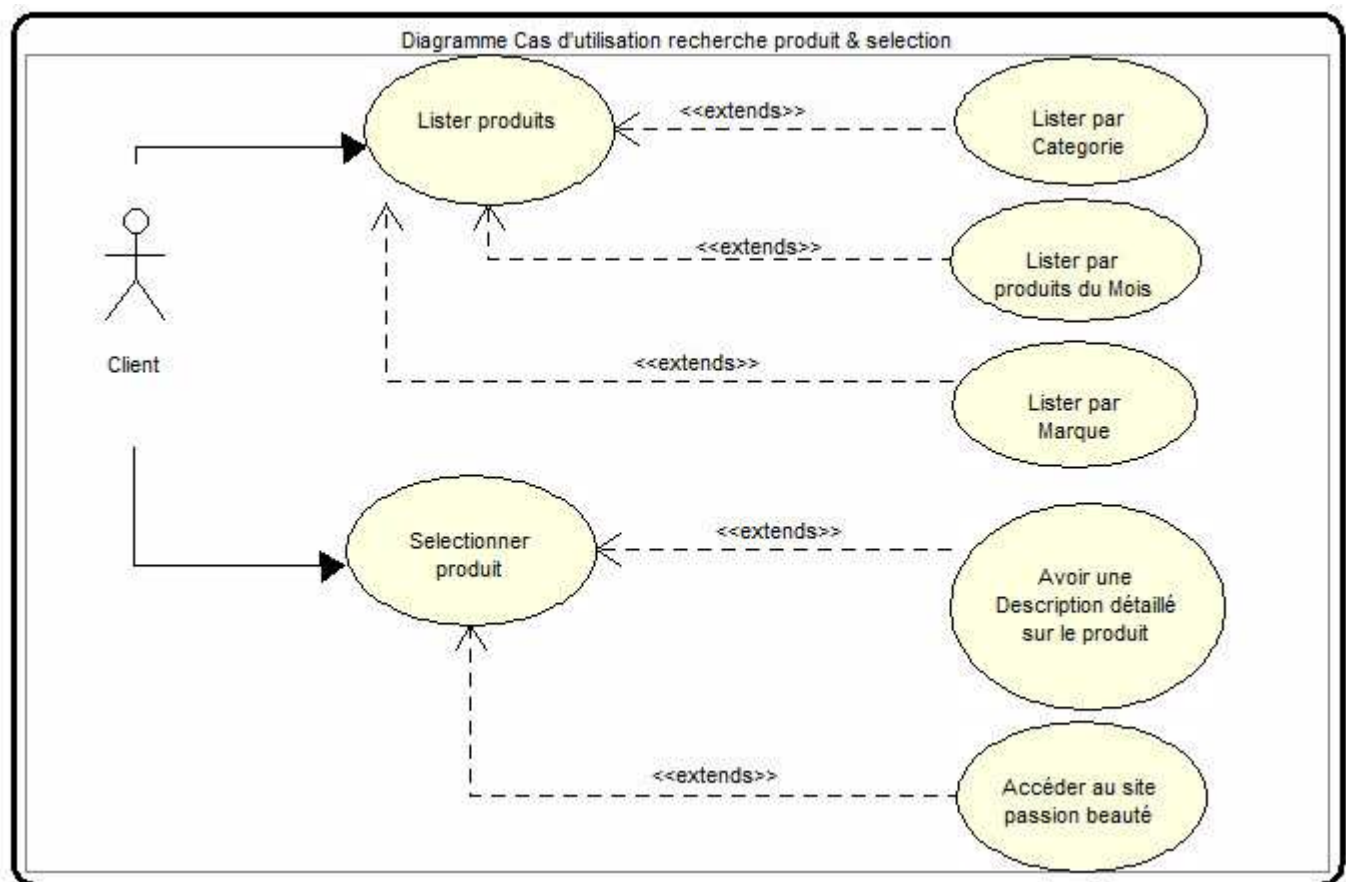 Diagramme Cas d'utilisation recherche produit & selection
Lister produits
<<extends>>
Lister par
Categorie
<<extends>>
Lister par
produits du Mois
Client
<<extends>>
Lister par
Marque
Selectionner
produit
<<extends>>
Avoir une
Description détaillé
sur le produit
<<extends>>
Accéder au site
passion beauté